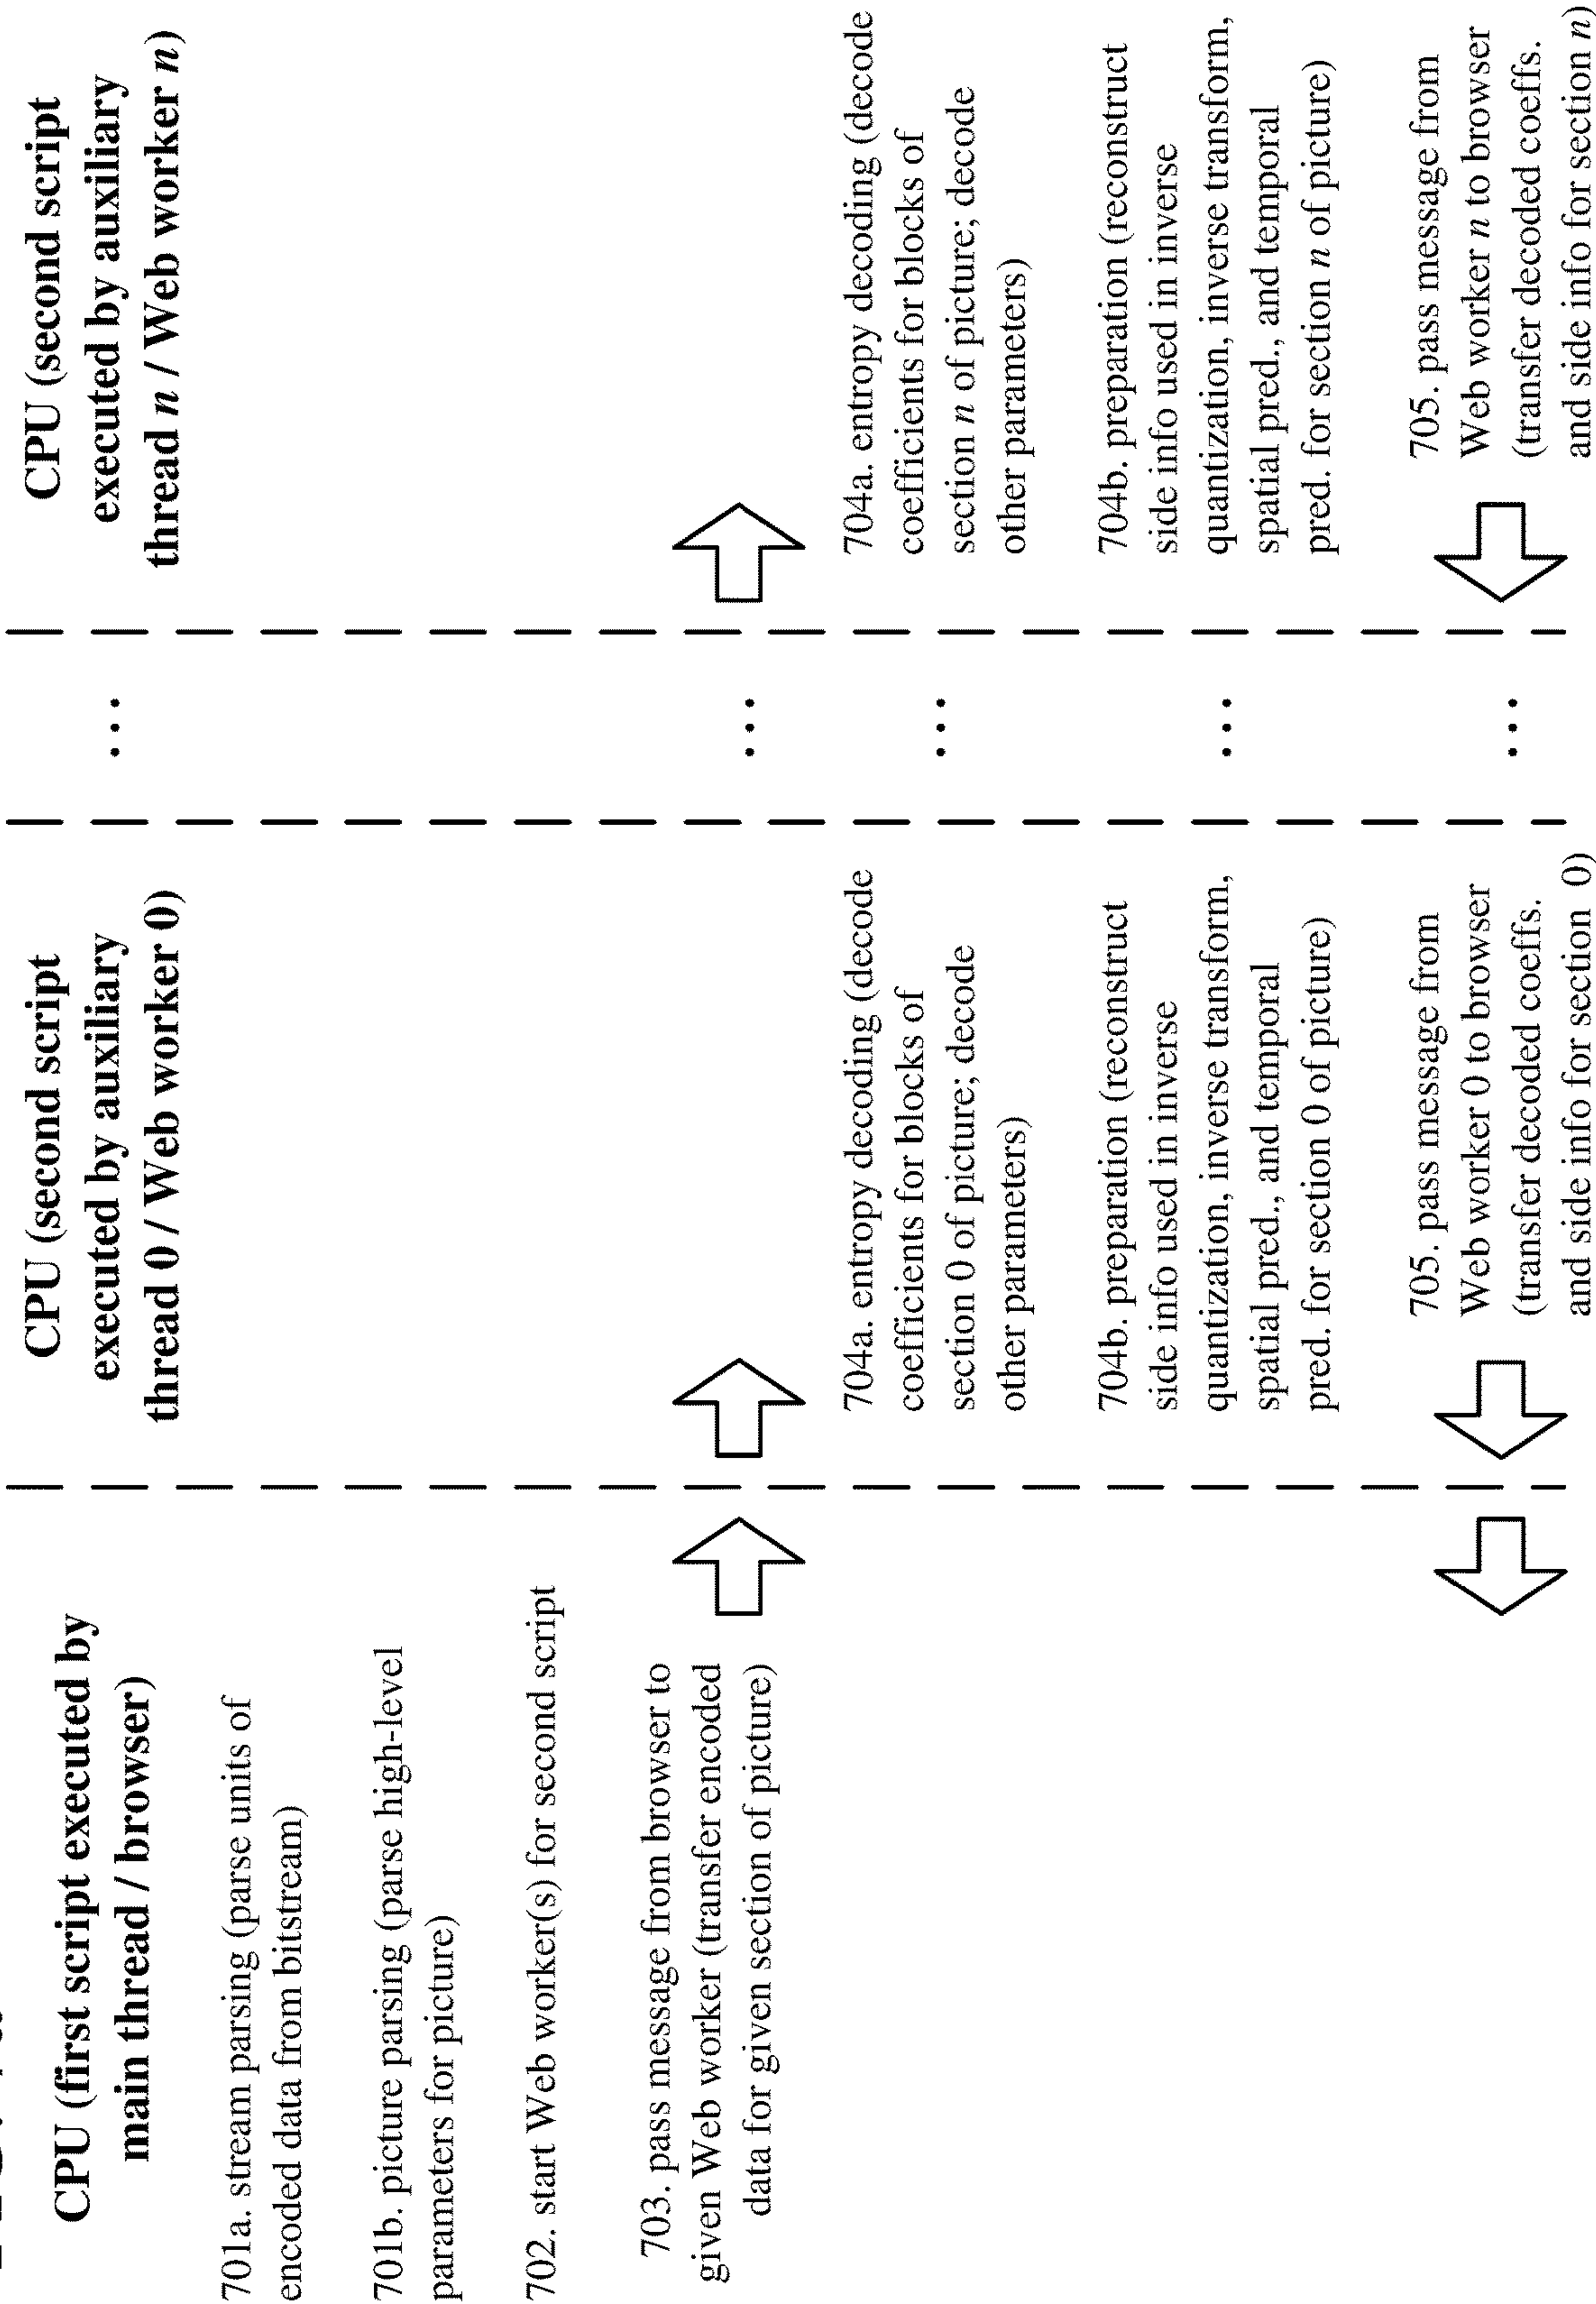 CPU (first script executed by
main thread / browser)
701a. stream parsing (parse units of
encoded data from bitstream)
701b. picture parsing (parse high-level
parameters for picture)
702. start Web worker(s) for second script
703. pass message from browser to
given Web worker (transfer encoded
data for given section of picture)
CPU (second script
executed by auxiliary
thread 0 / Web worker 0)
704a. entropy decoding (decode
coefficients for blocks of
section 0 of picture; decode
other parameters)
704b. preparation (reconstruct
side info used in inverse
quantization, inverse transform,
spatial pred., and temporal
pred. for section 0 of picture)
705. pass message from
Web worker 0 to browser
(transfer decoded coeffs.
and side info for section 0)
...
...
...
...
...
CPU (second script
executed by auxiliary
thread n / Web worker n)
704a. entropy decoding (decode
coefficients for blocks of
section n of picture; decode
other parameters)
704b. preparation (reconstruct
side info used in inverse
quantization, inverse transform,
spatial pred., and temporal
pred. for section n of picture)
705. pass message from
Web worker n to browser
(transfer decoded coeffs.
and side info for section n)